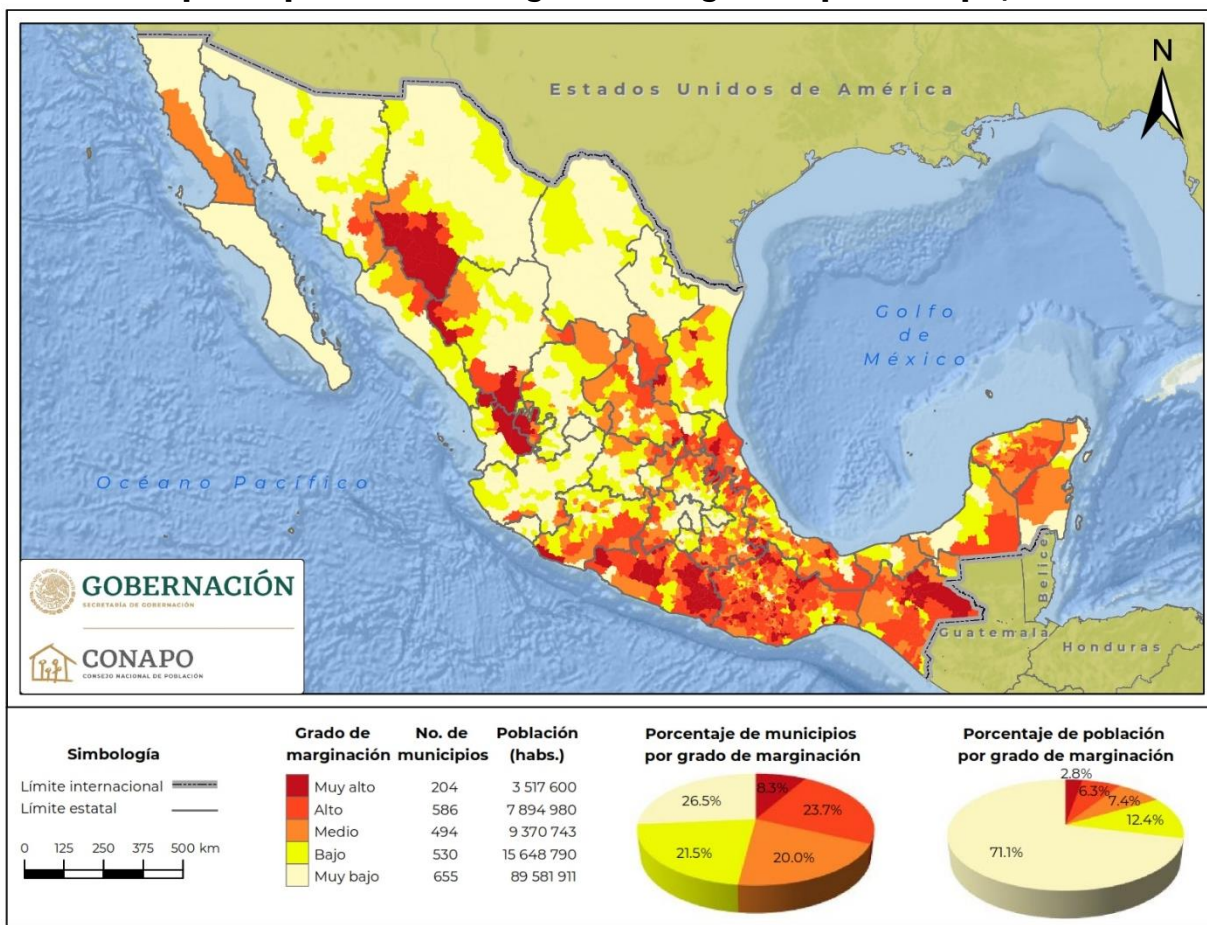 N
Estados Unidos de América
Golfo
de
México
Océano Pacífico
Belice
Guatemala
Honduras
GOBERNACIÓN
SECRETARÍA DE GOBERNACIÓN
CONAPO
CONSEJO NACIONAL DE POBLACIÓN
Simbología
Límite internacional
Límite estatal
0 125 250 375 500 km
Grado de marginación No. de municipios Población (habs.)
Muy alto 204 3 517 600
Alto 586 7 894 980
Medio 494 9 370 743
Bajo 530 15 648 790
Muy bajo 655 89 581 911
Porcentaje de municipios
por grado de marginación
8.3%
23.7%
20.0%
21.5%
26.5%
Porcentaje de población
por grado de marginación
2.8%
6.3%
7.4%
12.4%
71.1%